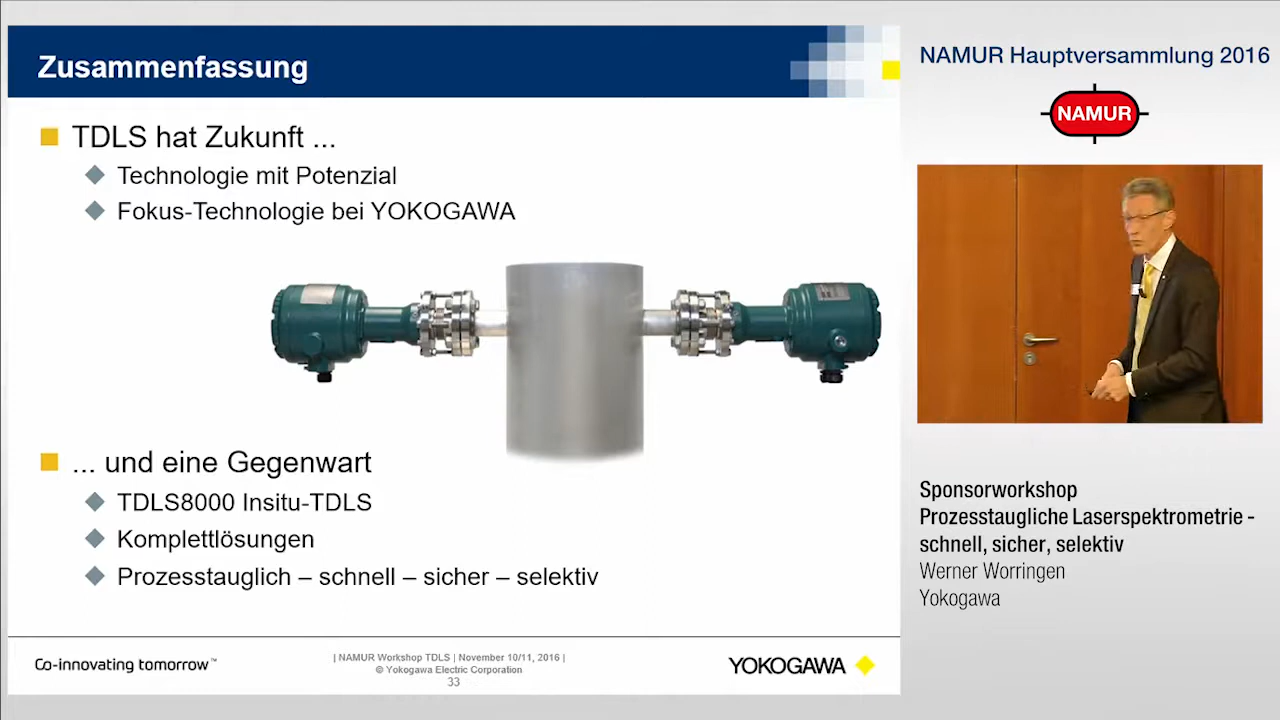 Zusammenfassung
TDLS hat Zukunft ...
Technologie mit Potenzial
Fokus-Technologie bei YOKOGAWA
... und eine Gegenwart
TDLS8000 Insitu-TDLS
Komplettlösungen
Prozesstauglich – schnell – sicher – selektiv
Co-innovating tomorrow™
| NAMUR Workshop TDLS | November 10/11, 2016 |
© Yokogawa Electric Corporation
33
YOKOGAWA
NAMUR Hauptversammlung 2016
NAMUR
Sponsorworkshop
Prozesstaugliche Laserspektrometrie -
schnell, sicher, selektiv
Werner Worringen
Yokogawa